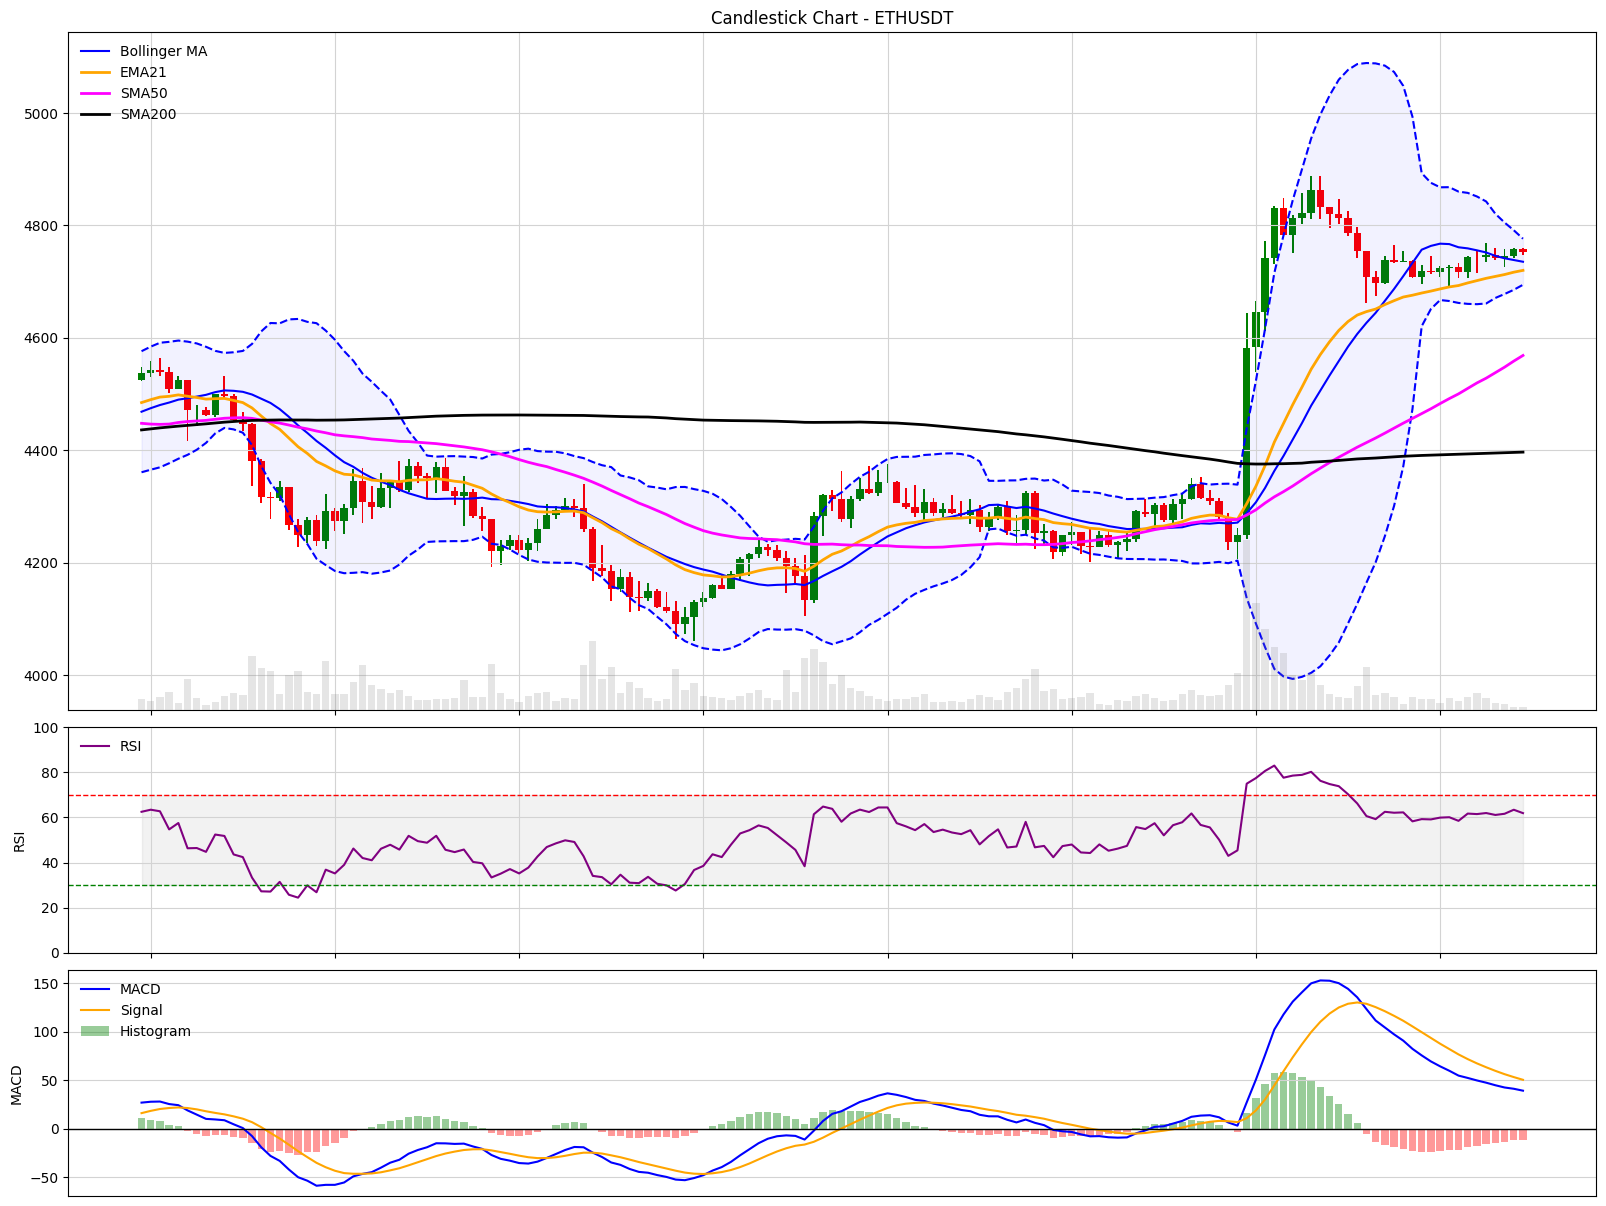 Candlestick Chart - ETHUSDT
Bollinger MA
EMA21
SMA50
SMA200
5000
4800
4600
4400
4200
4000
RSI
100
80
60
40
20
0
RSI
MACD
Signal
Histogram
150
100
50
0
−50
MACD